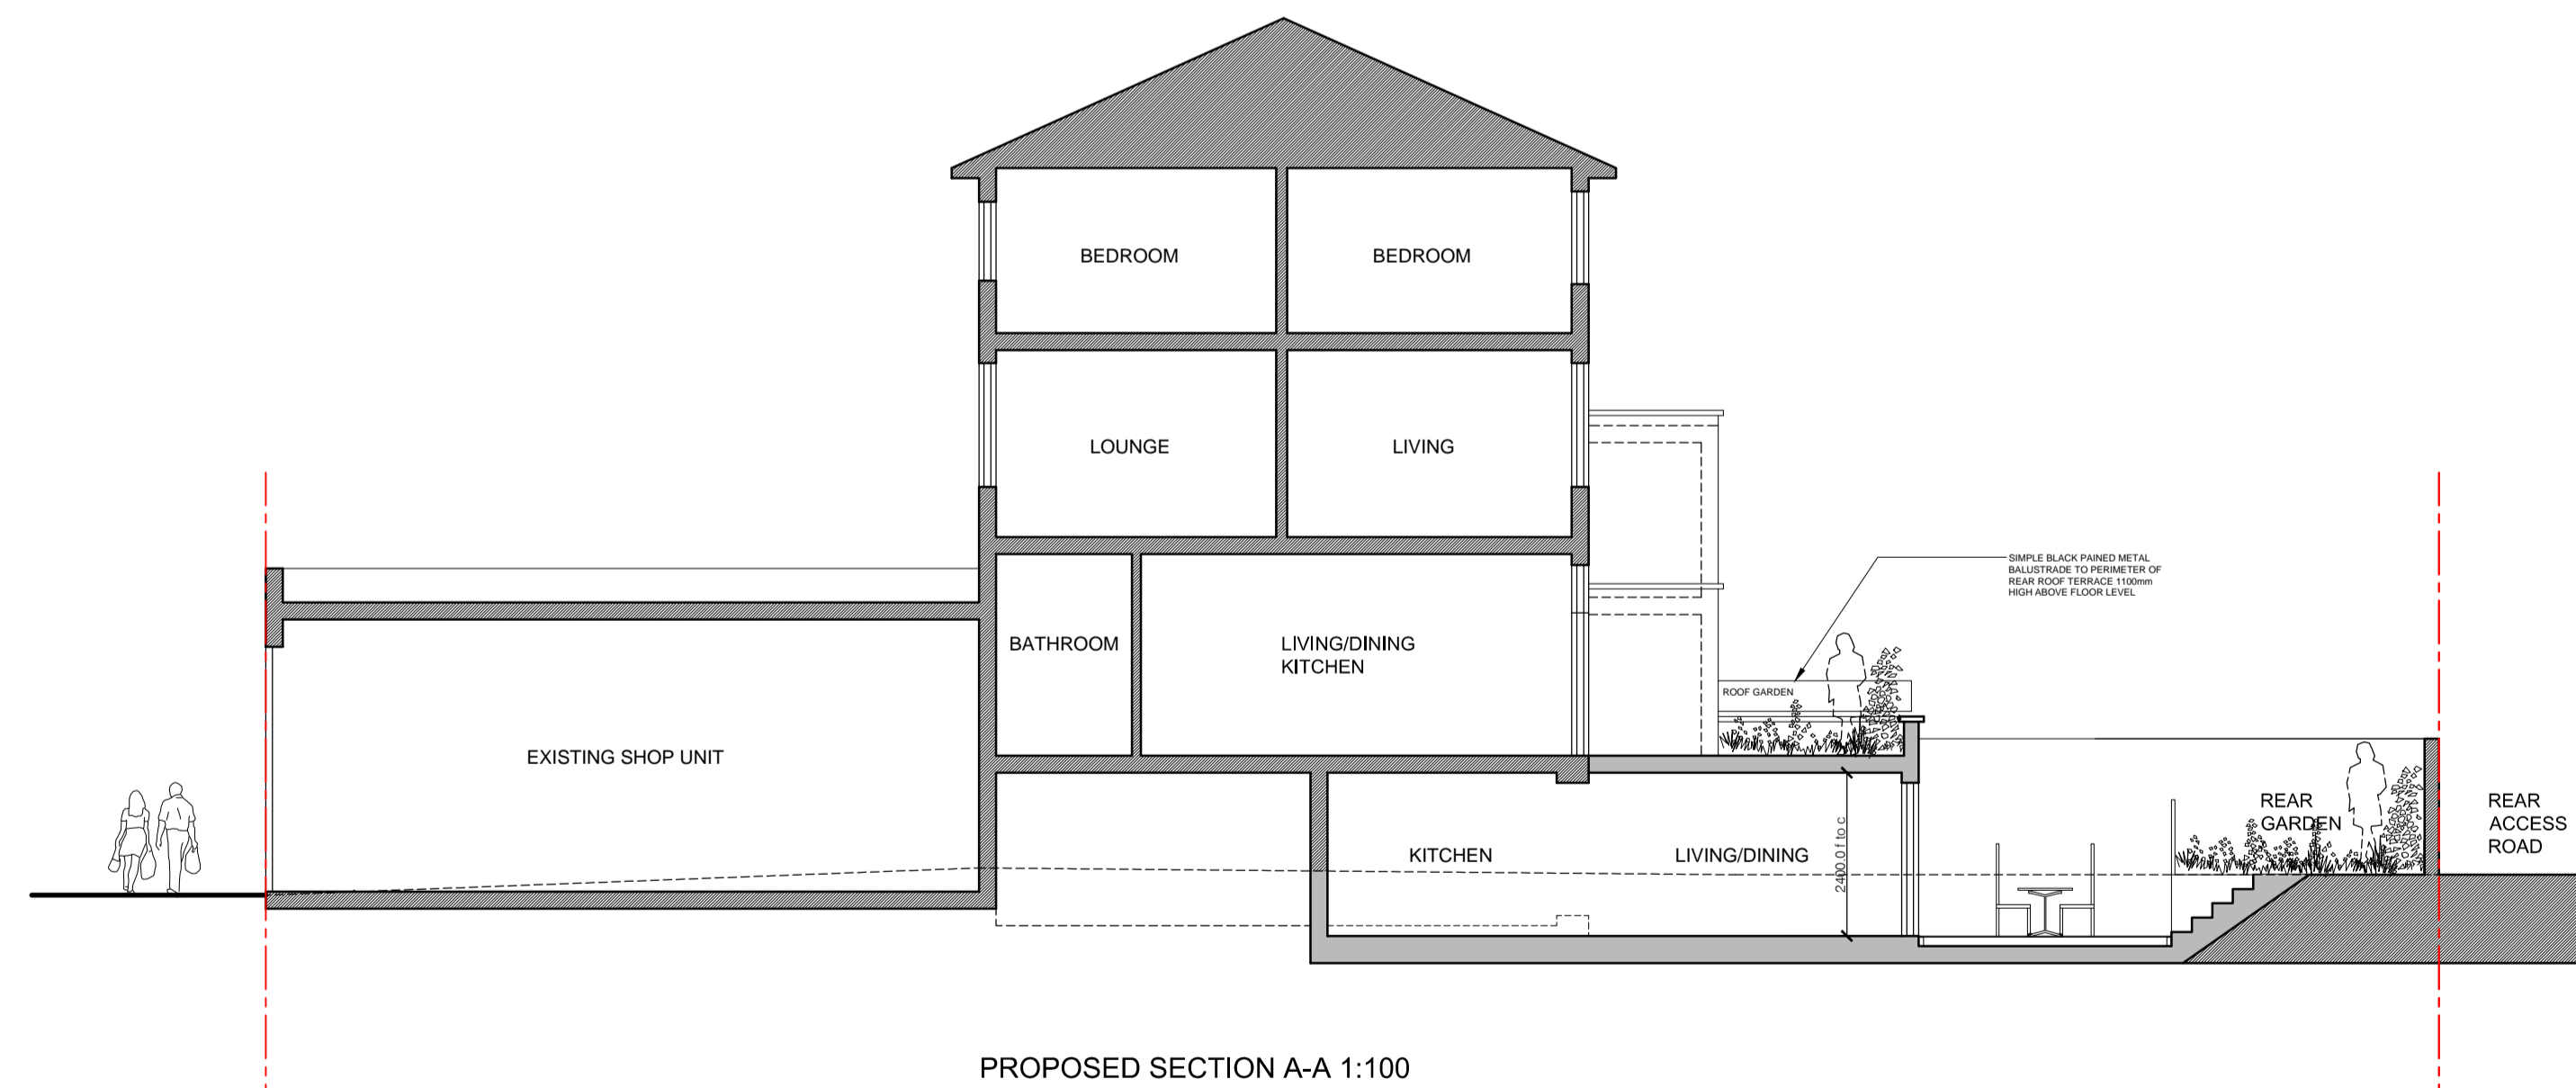 BEDROOM
BEDROOM
LOUNGE
LIVING
SIMPLE BLACK PAINED METAL
BALUSTRADE TO PERIMETER OF
REAR ROOF TERRACE 1100mm
HIGH ABOVE FLOOR LEVEL
BATHROOM
LIVING/DINING
KITCHEN
ROOF GARDEN
EXISTING SHOP UNIT
KITCHEN
LIVING/DINING
2400.0 f to c
REAR
GARDEN
REAR
ACCESS
ROAD
PROPOSED SECTION A-A 1:100